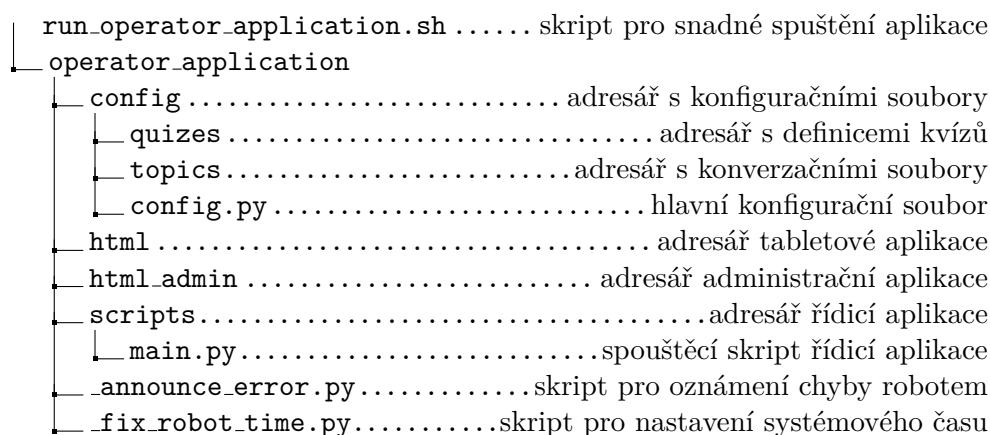 run_operator_application.sh ...... skript pro snadné spuštění aplikace
operator_application
config ............................ adresář s konfiguračními soubory
quizes ................................ adresář s definicemi kvízů
topics .......................... adresář s konverzačními soubory
config.py ............................ hlavní konfigurační soubor
html ..................................... adresář tabletové aplikace
html_admin .......................... adresář administrační aplikace
scripts ...................................... adresář řídicí aplikace
main.py ........................... spouštěcí skript řídicí aplikace
_announce_error.py ............. skript pro oznámení chyby robotem
_fix_robot_time.py ........... skript pro nastavení systémového času